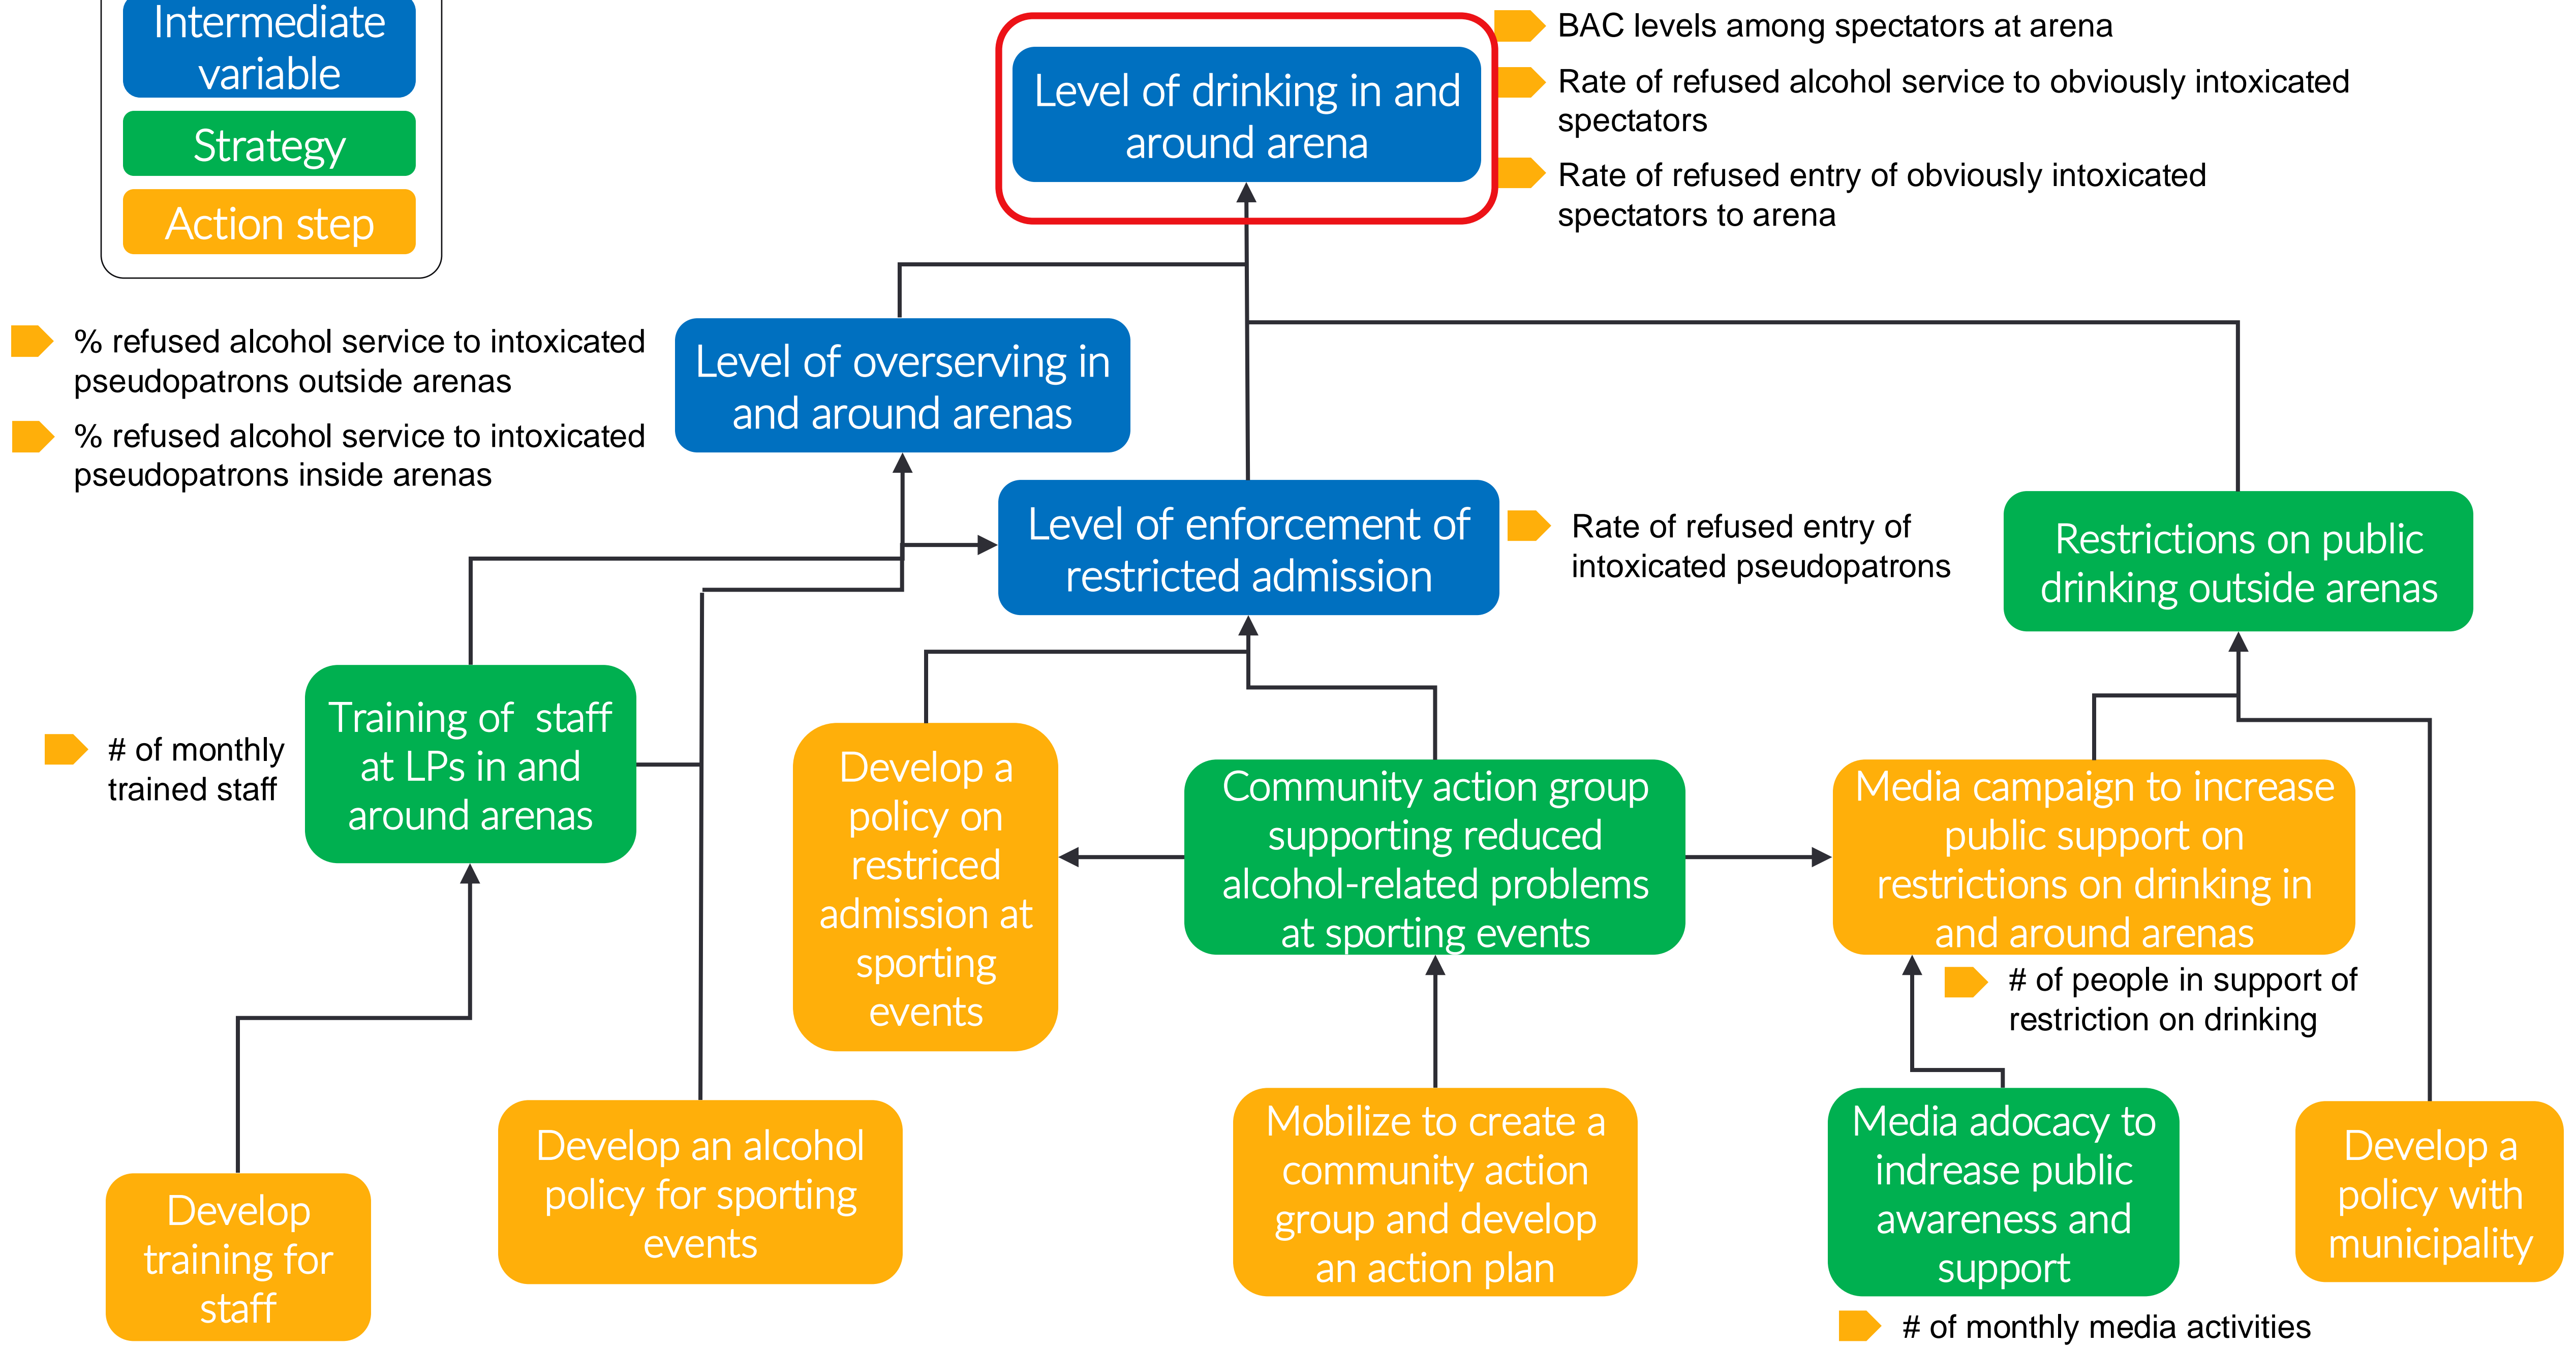 Intermediate
variable
Strategy
Action step
Level of drinking in and
around arena
BAC levels among spectators at arena
Rate of refused alcohol service to obviously intoxicated
spectators
Rate of refused entry of obviously intoxicated
spectators to arena
% refused alcohol service to intoxicated
pseudopatrons outside arenas
% refused alcohol service to intoxicated
pseudopatrons inside arenas
Level of overserving in
and around arenas
Level of enforcement of
restricted admission
Rate of refused entry of
intoxicated pseudopatrons
Restrictions on public
drinking outside arenas
# of monthly
trained staff
Training of staff
at LPs in and
around arenas
Develop a
policy on
restriced
admission at
sporting
events
Community action group
supporting reduced
alcohol-related problems
at sporting events
Media campaign to increase
public support on
restrictions on drinking in
and around arenas
# of people in support of
restriction on drinking
Develop
training for
staff
Develop an alcohol
policy for sporting
events
Mobilize to create a
community action
group and develop
an action plan
Media adocacy to
indrease public
awareness and
support
# of monthly media activities
Develop a
policy with
municipality